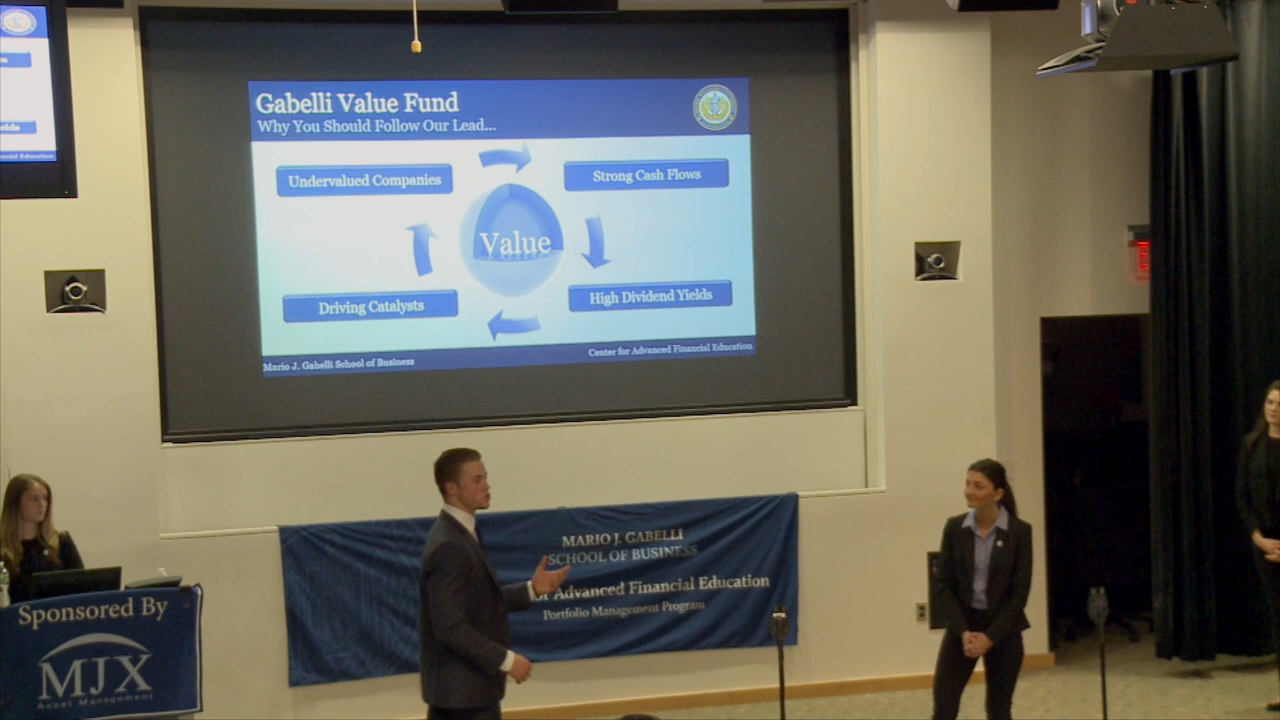 Gabelli Value Fund
Why You Should Follow Our Lead...
Undervalued Companies
Strong Cash Flows
Value
Driving Catalysts
High Dividend Yields
Mario J. Gabelli School of Business
Center for Advanced Financial Education
MARIO J. GABELLI
SCHOOL OF BUSINESS
or Advanced Financial Education
Portfolio Management Program
Sponsored By
MJX
Asset Management